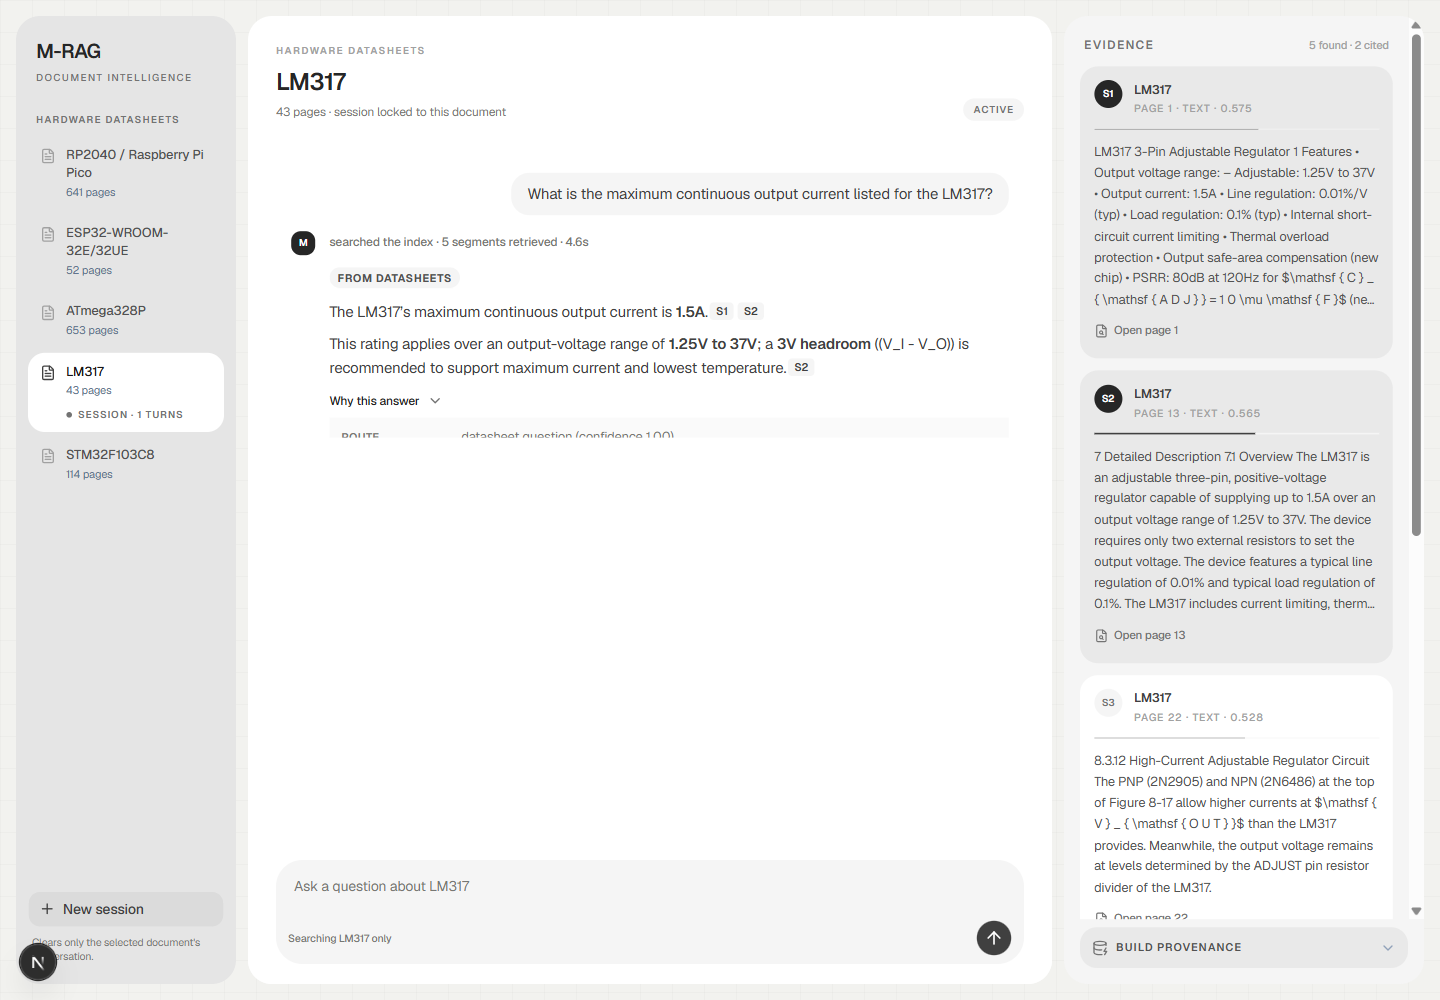 M-RAG
DOCUMENT INTELLIGENCE
HARDWARE DATASHEETS
RP2040 / Raspberry Pi
Pico
641 pages
ESP32-WROOM-
32E/32UE
52 pages
ATmega328P
653 pages
LM317
43 pages
SESSION · 1 TURNS
STM32F103C8
114 pages
New session
Clears only the selected document's
N
HARDWARE DATASHEETS
LM317
43 pages · session locked to this document
ACTIVE
What is the maximum continuous output current listed for the LM317?
M
searched the index · 5 segments retrieved · 4.6s
FROM DATASHEETS
The LM317's maximum continuous output current is 1.5A. S1 S2
This rating applies over an output-voltage range of 1.25V to 37V; a 3V headroom ((V_I - V_O)) is
recommended to support maximum current and lowest temperature. S2
Why this answer
ROUTE datasheet question (confidence 1.00)
Ask a question about LM317
Searching LM317 only
EVIDENCE
5 found · 2 cited
S1
LM317
PAGE 1 · TEXT · 0.575
LM317 3-Pin Adjustable Regulator 1 Features •
Output voltage range: – Adjustable: 1.25V to 37V
• Output current: 1.5A • Line regulation: 0.01%/V
(typ) • Load regulation: 0.1% (typ) • Internal short-
circuit current limiting • Thermal overload
protection • Output safe-area compensation (new
chip) • PSRR: 80dB at 120Hz for $\mathsf { C } _
{ \mathsf { A D J } } = 1 0 \mu \mathsf { F }$ (ne...
Open page 1
S2
LM317
PAGE 13 · TEXT · 0.565
7 Detailed Description 7.1 Overview The LM317 is
an adjustable three-pin, positive-voltage
regulator capable of supplying up to 1.5A over an
output voltage range of 1.25V to 37V. The device
requires only two external resistors to set the
output voltage. The device features a typical line
regulation of 0.01% and typical load regulation of
0.1%. The LM317 includes current limiting, therm...
Open page 13
S3
LM317
PAGE 22 · TEXT · 0.528
8.3.12 High-Current Adjustable Regulator Circuit
The PNP (2N2905) and NPN (2N6486) at the top
of Figure 8-17 allow higher currents at $\mathsf {
V } _ { \mathsf { O U T } }$ than the LM317
provides. Meanwhile, the output voltage remains
at levels determined by the ADJUST pin resistor
divider of the LM317.
Open page 22
BUILD PROVENANCE